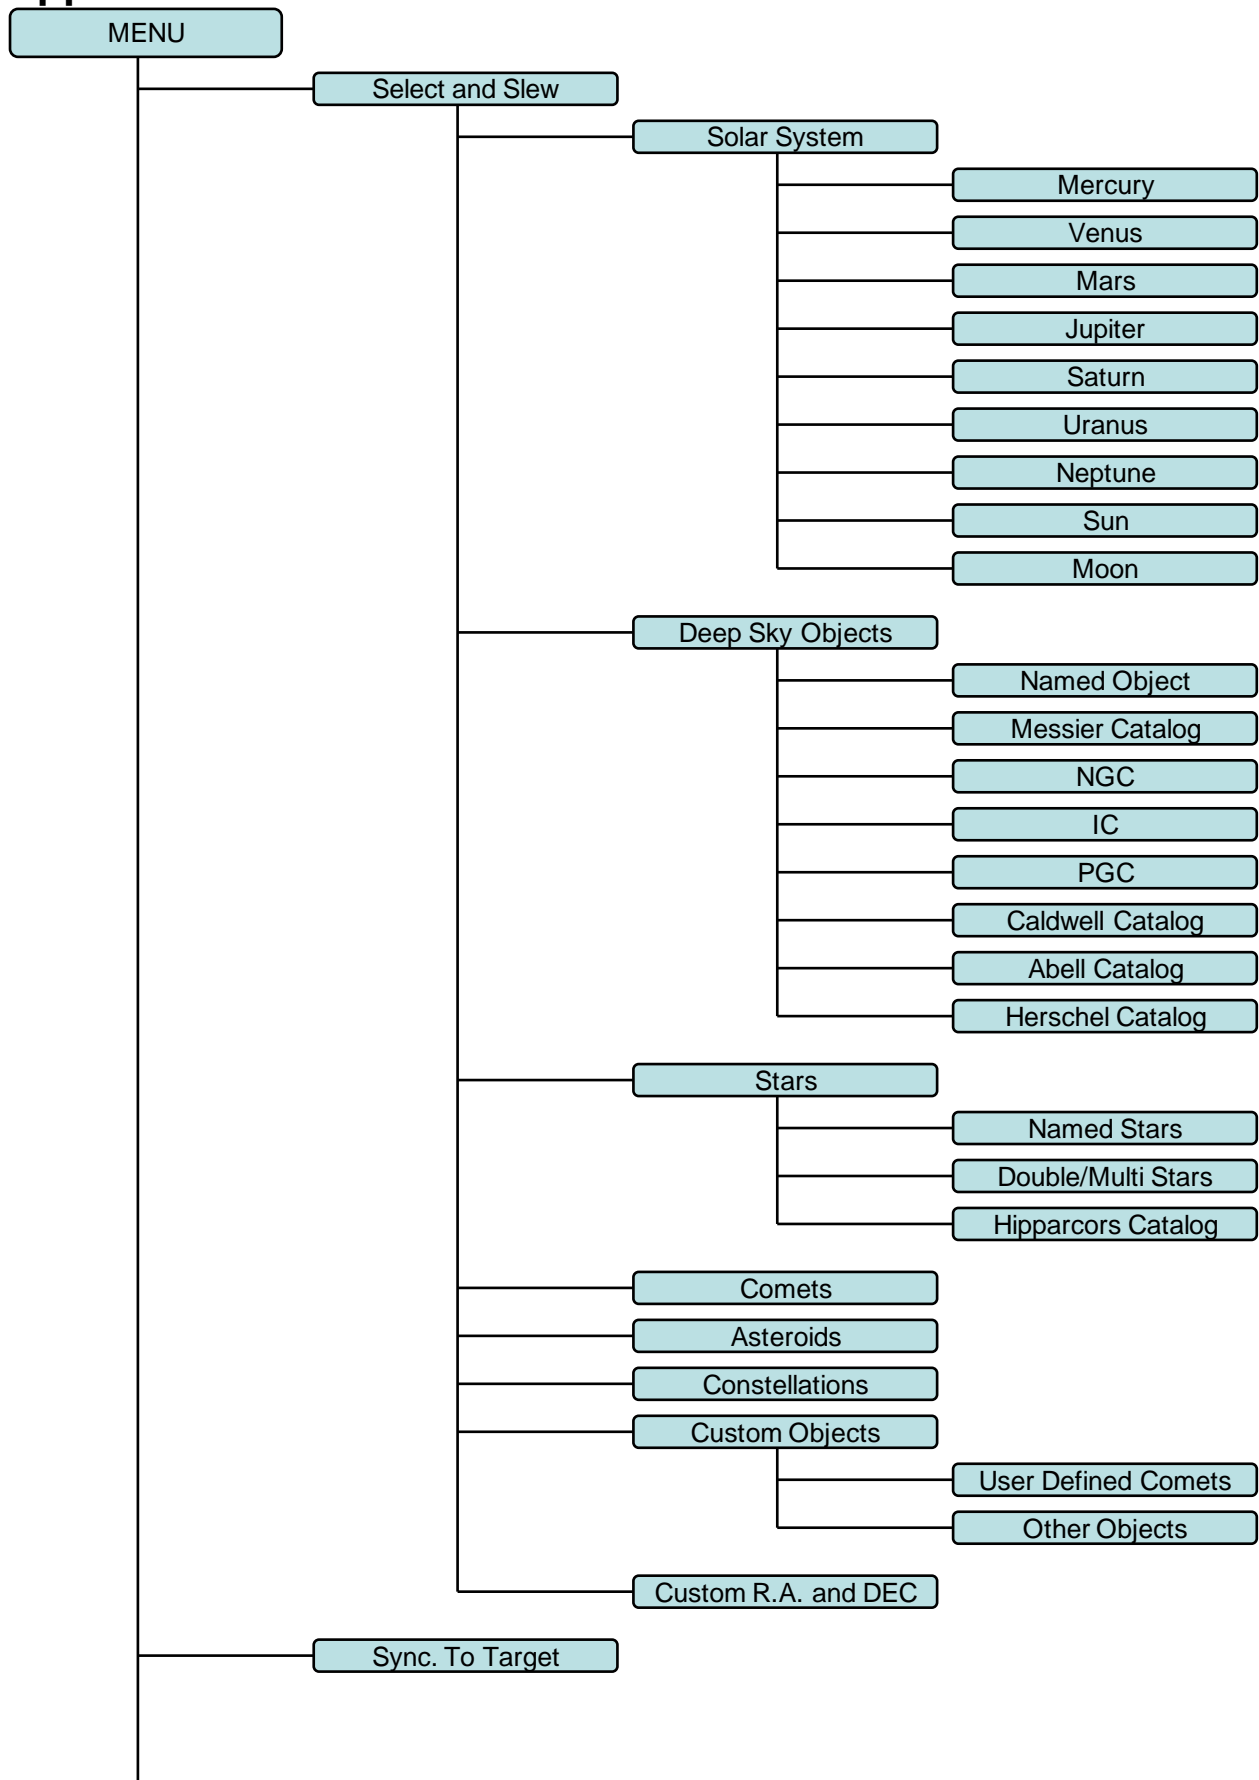 MENU
Select and Slew
Solar System
Mercury
Venus
Mars
Jupiter
Saturn
Uranus
Neptune
Sun
Moon
Deep Sky Objects
Named Object
Messier Catalog
NGC
IC
PGC
Caldwell Catalog
Abell Catalog
Herschel Catalog
Stars
Named Stars
Double/Multi Stars
Hipparcors Catalog
Comets
Asteroids
Constellations
Custom Objects
User Defined Comets
Other Objects
Custom R.A. and DEC
Sync. To Target